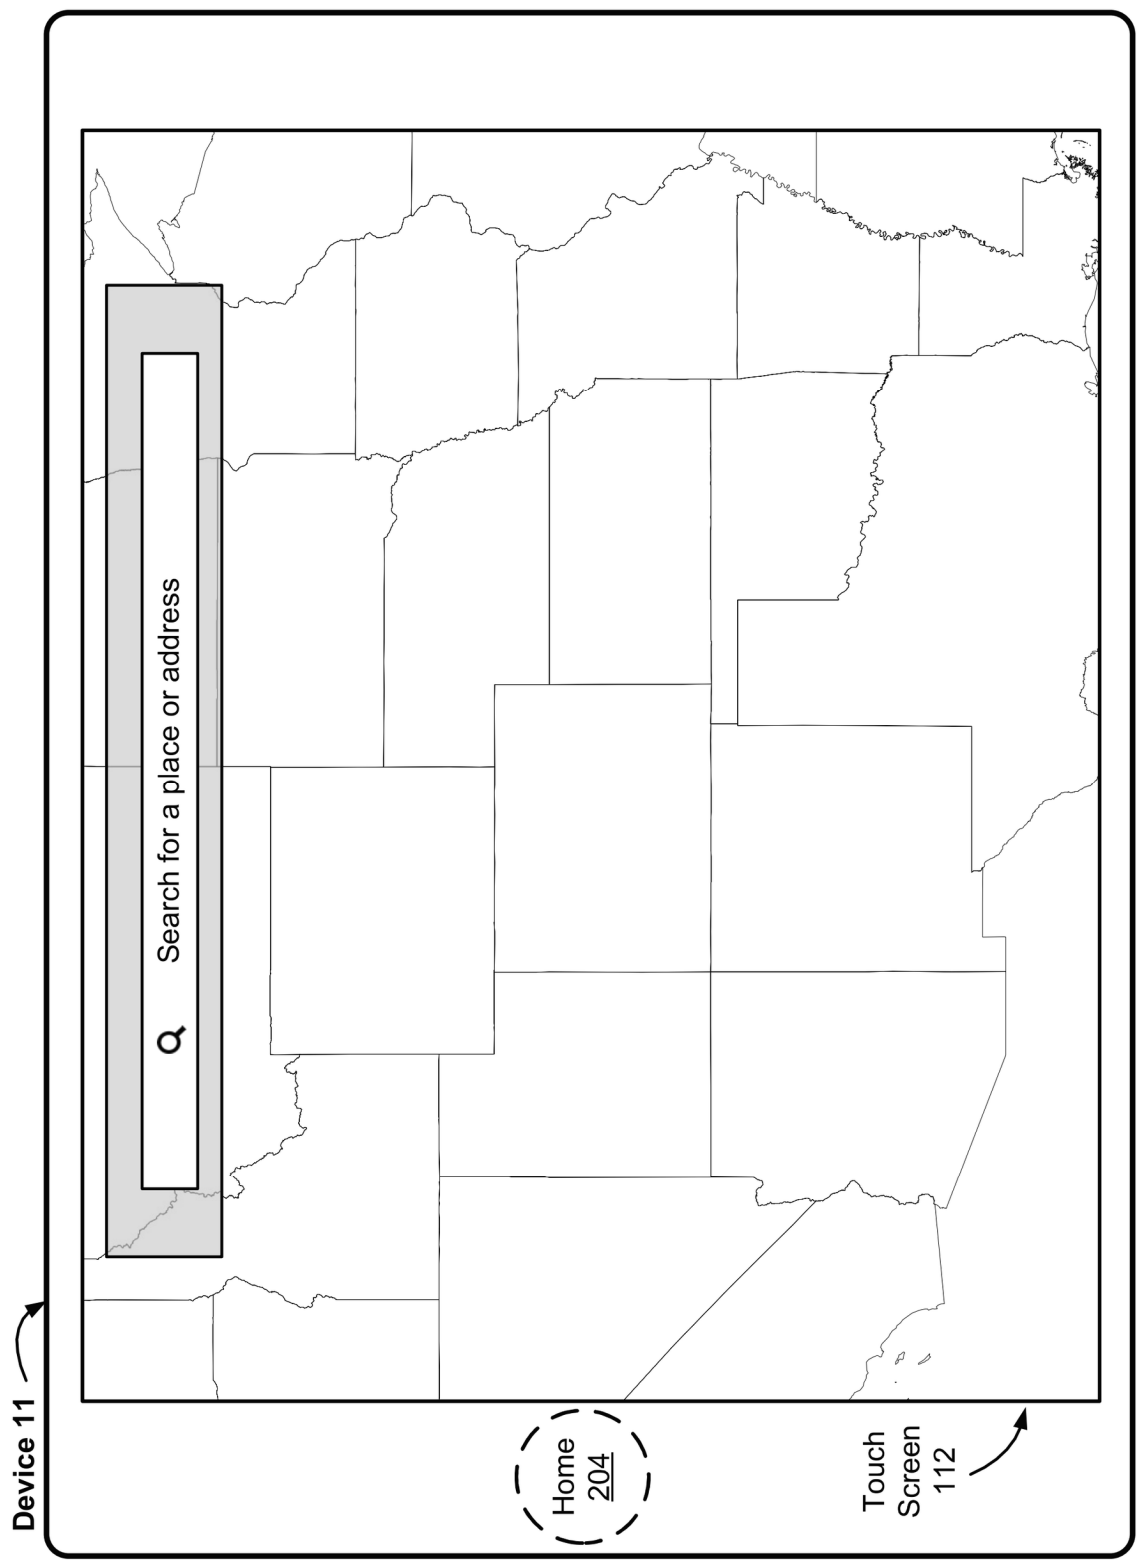 Device 11
Search for a place or address
Home
204
Touch
Screen
112